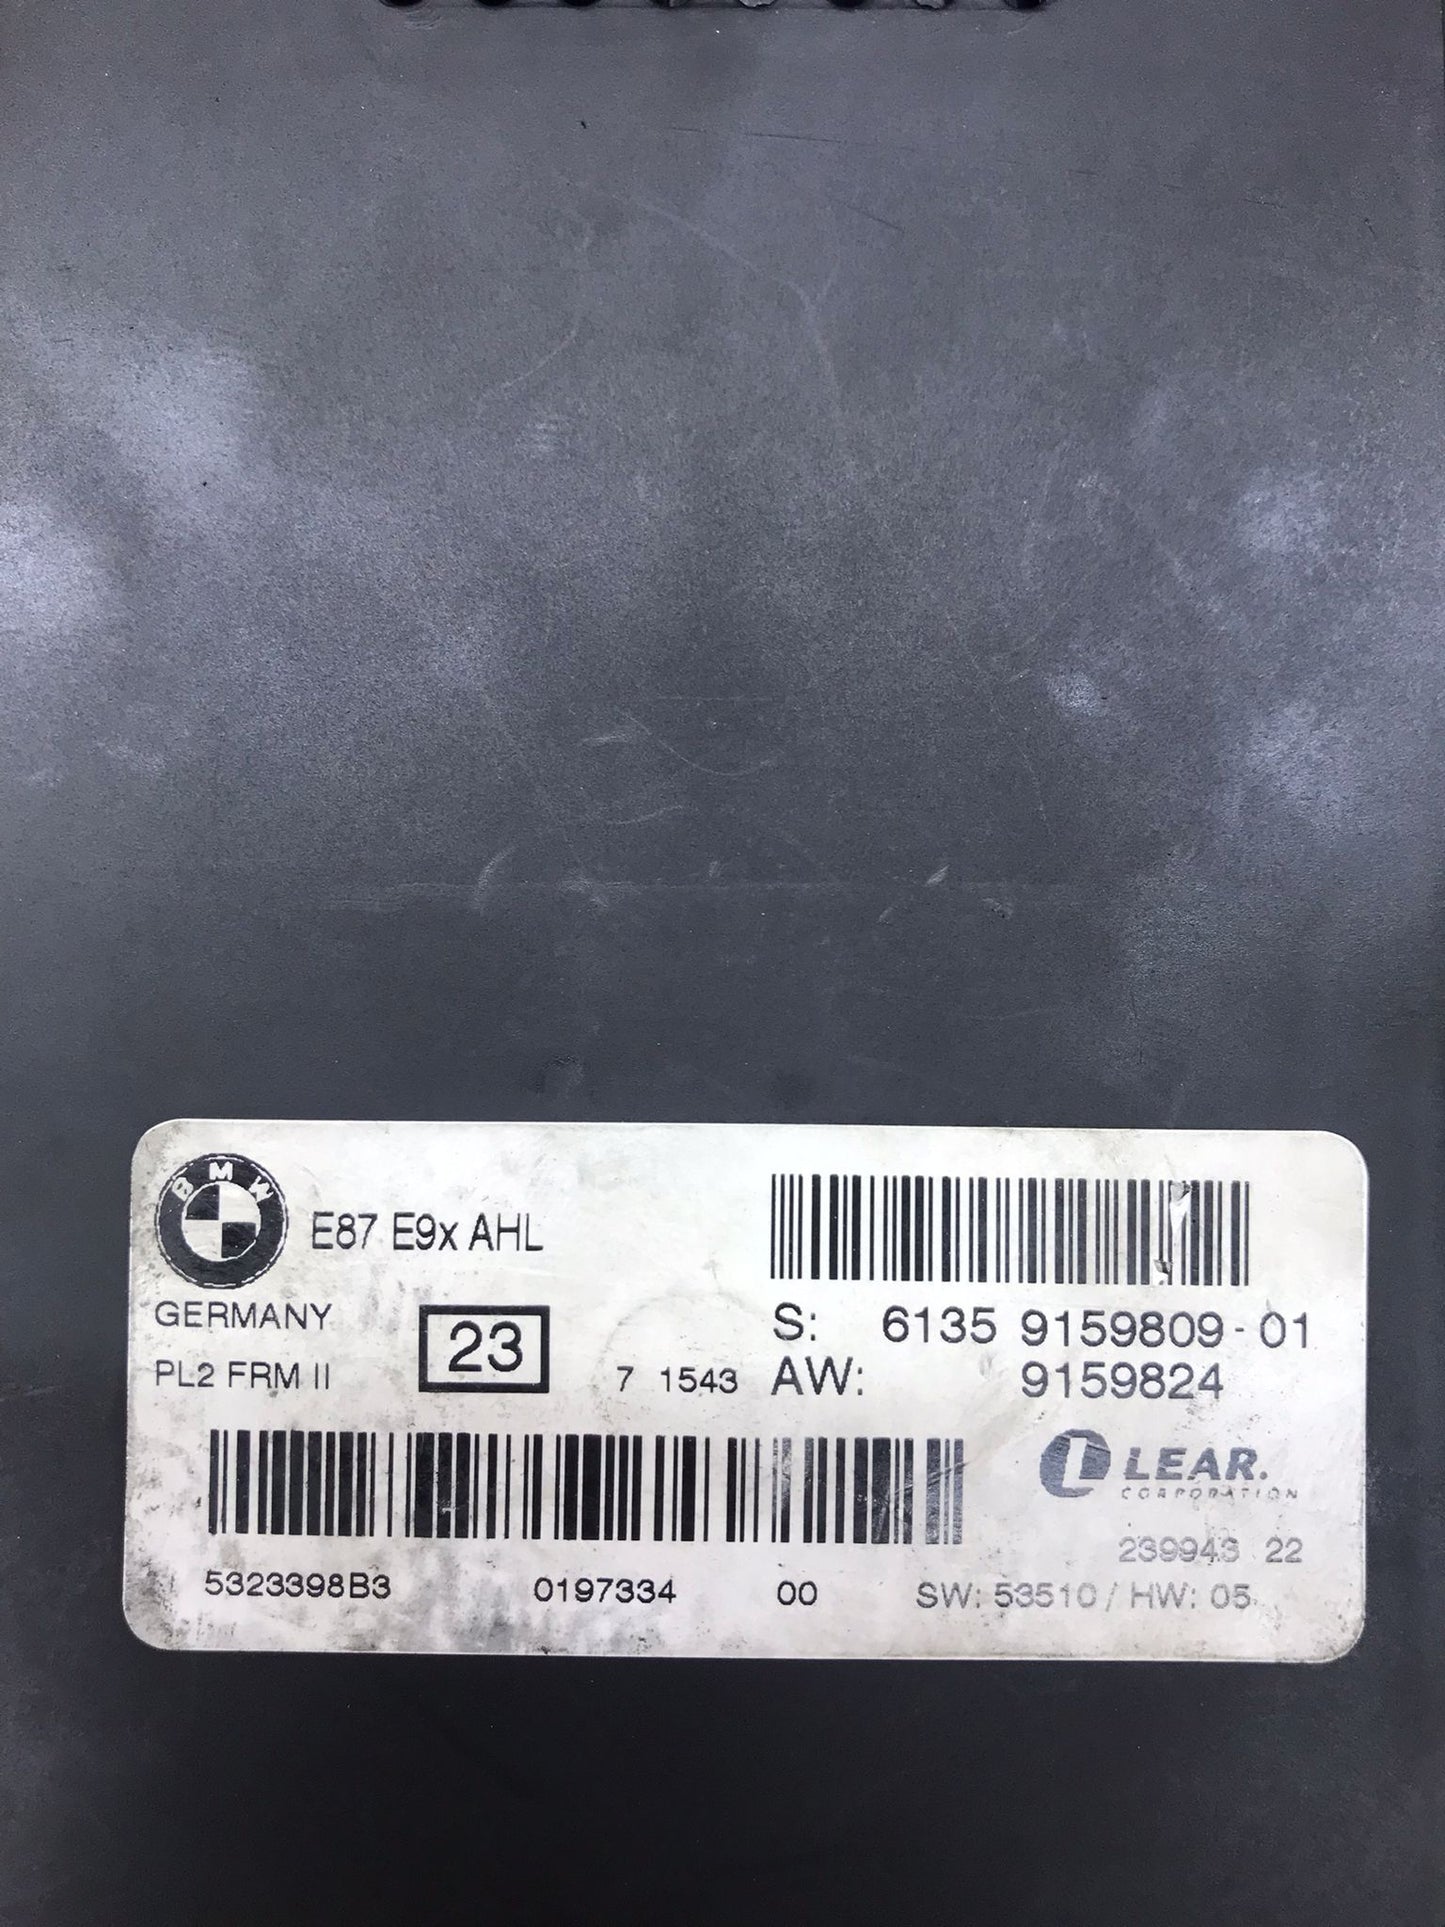 BMW
E87 E9x AHL
GERMANY
PL2 FRM II
23
7 1543
S: 6135 9159809-01
AW: 9159824
LEAR.
CORPORATION
239943 22
5323398B3 0197334 00 SW: 53510 / HW: 05